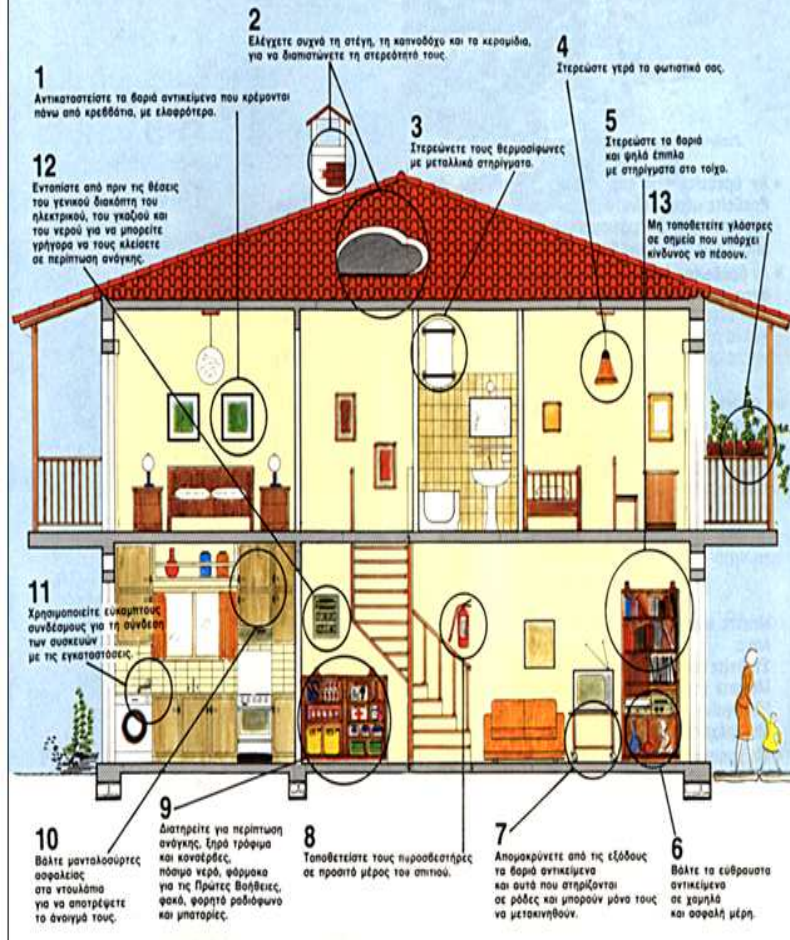 1
Αντικαταστείστε τα βαριά αντικείμενα που κρέμονται
πάνω από κρεββάτια, με ελαφρότερα.
2
Ελέγχετε συχνά τη στέγη, τη καπνοδόχο και τα κεραμίδια,
για να διαπιστώνετε τη στερεότητά τους.
3
Στερεώνετε τους θερμοσίφωνες
με μεταλλικά στηρίγματα.
4
Στερεώστε γερά τα φωτιστικά σας.
5
Στερεώστε τα βαριά
και ψηλά έπιπλα
με στηρίγματα στο τοίχο.
12
Εντοπίστε από πριν τις θέσεις
του γενικού διακόπτη του
ηλεκτρικού, του γκαζιού και
του νερού για να μπορείτε
γρήγορα να τους κλείσετε
σε περίπτωση ανάγκης.
13
Μη τοποθετείτε γλάστρες
σε σημεία που υπάρχει
κίνδυνος να πέσουν.
11
Χρησιμοποιείτε εύκαμπτους
συνδέσμους για τη σύνδεση
των συσκευών
με τις εγκαταστάσεις.
10
Βάλτε μανταλοσύρτες
ασφαλείας
στα ντουλάπια
για να αποτρέψετε
το άνοιγμά τους.
9
Διατηρείτε για περίπτωση
ανάγκης, ξηρά τρόφιμα
και κονσέρβες,
πόσιμο νερό, φάρμακα
για τις Πρώτες Βοήθειες,
φακό, φορητό ραδιόφωνο
και μπαταρίες.
8
Τοποθετείστε τους πυροσβεστήρες
σε προσιτό μέρος του σπιτιού.
7
Απομακρύνετε από τις εξόδους
τα βαριά αντικείμενα
και αυτά που στηρίζονται
σε ρόδες και μπορούν μόνα τους
να μετακινηθούν.
6
Βάλτε τα εύθραυστα
αντικείμενα
σε χαμηλά
και ασφαλή μέρη.